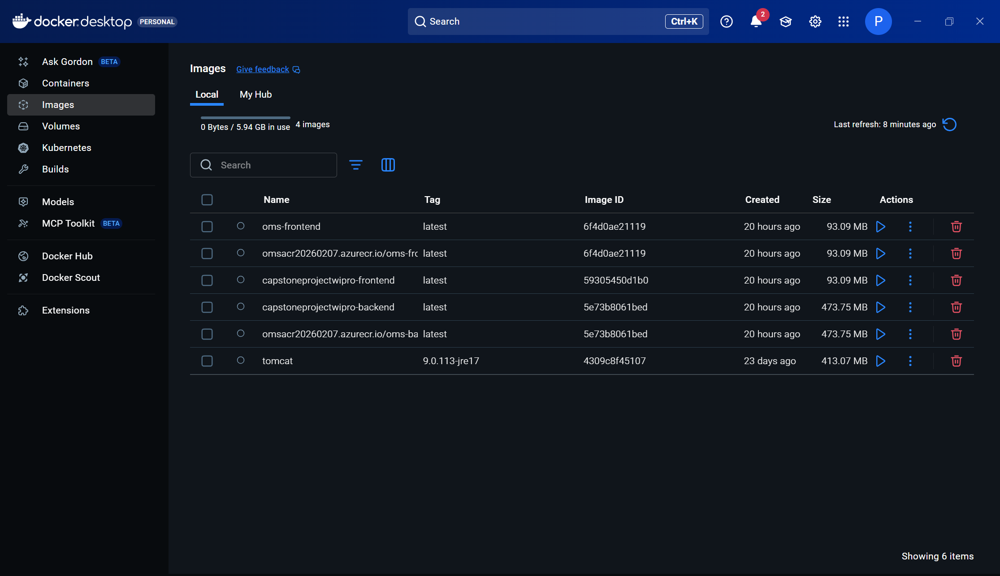 docker desktop PERSONAL
Search Ctrl+K
2
P
Ask Gordon BETA
Containers
Images
Volumes
Kubernetes
Builds
Models
MCP Toolkit BETA
Docker Hub
Docker Scout
Extensions
Images Give feedback
Local My Hub
0 Bytes / 5.94 GB in use 4 images
Last refresh: 8 minutes ago
Search
Name Tag Image ID Created Size Actions
oms-frontend latest 6f4d0ae21119 20 hours ago 93.09 MB
omsacr20260207.azurecr.io/oms-frc latest 6f4d0ae21119 20 hours ago 93.09 MB
capstoneprojectwipro-frontend latest 59305450d1b0 20 hours ago 93.09 MB
capstoneprojectwipro-backend latest 5e73b8061bed 20 hours ago 473.75 MB
omsacr20260207.azurecr.io/oms-ba latest 5e73b8061bed 20 hours ago 473.75 MB
tomcat 9.0.113-jre17 4309c8f45107 23 days ago 413.07 MB
Showing 6 items